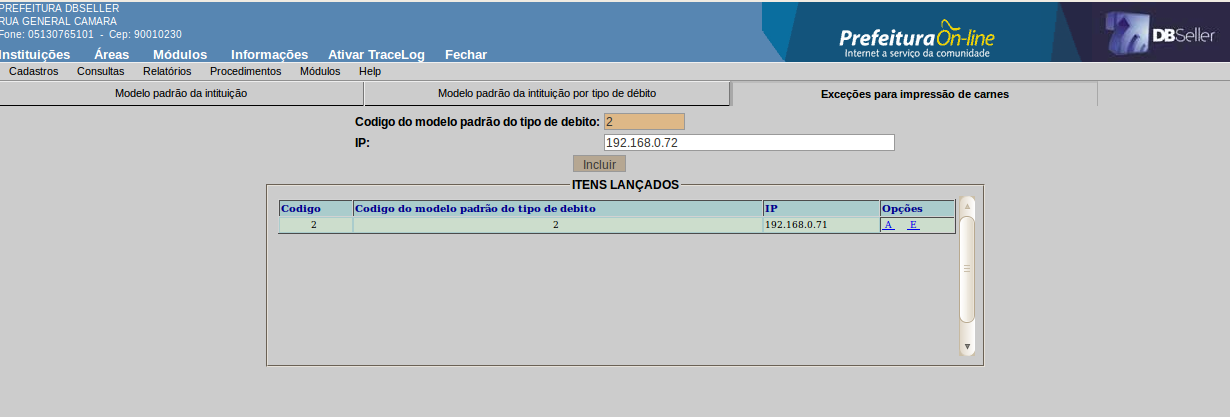 PREFEITURA DBSELLER
RUA GENERAL CAMARA
Fone: 05130765101 - Cep: 90010230
Instituições Áreas Módulos Informações Ativar TraceLog Fechar
PrefeituraOn-line
Internet a serviço da comunidade
DBSeller
Cadastros Consultas Relatórios Procedimentos Módulos Help
Modelo padrão da intituição Modelo padrão da intituição por tipo de débito Exceções para impressão de carnes
Codigo do modelo padrão do tipo de debito: 2
IP: 192.168.0.72
Incluir
ITENS LANÇADOS
Codigo Codigo do modelo padrão do tipo de debito IP Opções
2 2 192.168.0.71 A E